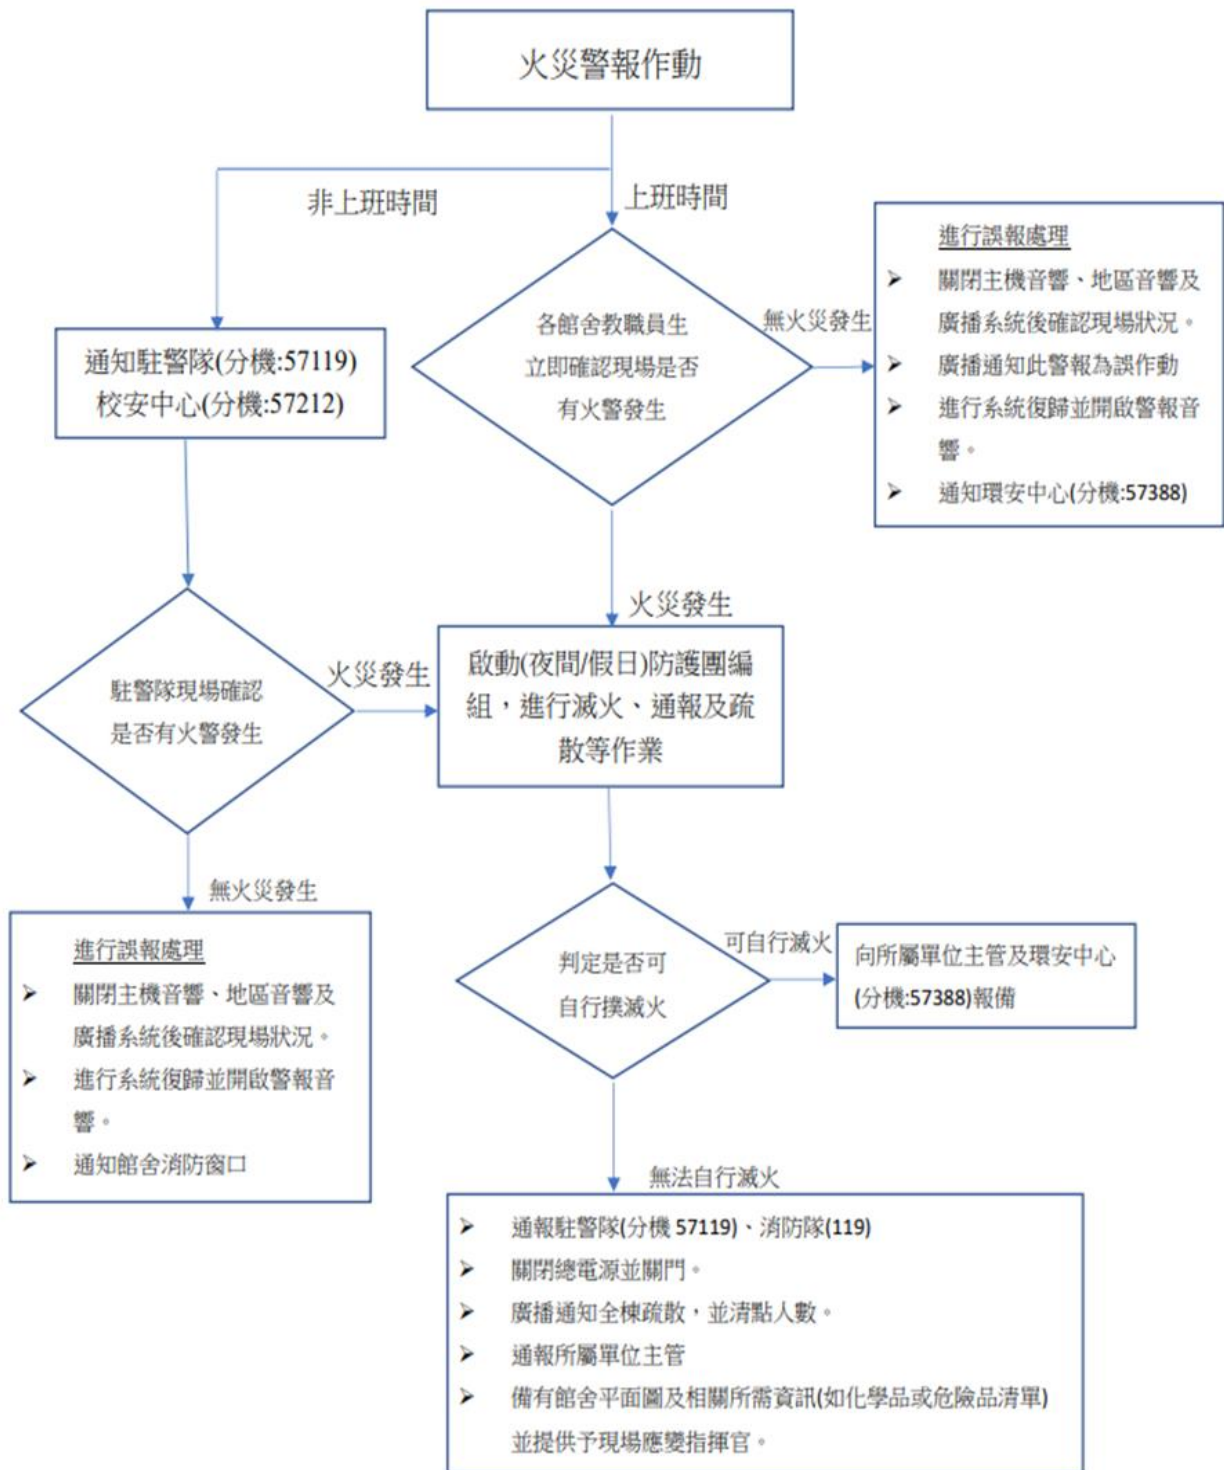 火災警報作動
非上班時間
上班時間
通知駐警隊(分機:57119)
校安中心(分機:57212)
各館舍教職員生
立即確認現場是否
有火警發生
無火災發生
進行誤報處理
➤ 關閉主機音響、地區音響及
廣播系統後確認現場狀況。
➤ 廣播通知此警報為誤作動
➤ 進行系統復歸並開啟警報音
響。
➤ 通知環安中心(分機:57388)
火災發生
駐警隊現場確認
是否有火警發生
火災發生
啟動(夜間/假日)防護團編
組，進行滅火、通報及疏
散等作業
無火災發生
進行誤報處理
➤ 關閉主機音響、地區音響及
廣播系統後確認現場狀況。
➤ 進行系統復歸並開啟警報音
響。
➤ 通知館舍消防窗口
判定是否可
自行撲滅火
可自行滅火
向所屬單位主管及環安中心
(分機:57388)報備
無法自行滅火
➤ 通報駐警隊(分機 57119)、消防隊(119)
➤ 關閉總電源並關門。
➤ 廣播通知全棟疏散，並清點人數。
➤ 通報所屬單位主管
➤ 備有館舍平面圖及相關所需資訊(如化學品或危險品清單)
並提供予現場應變指揮官。